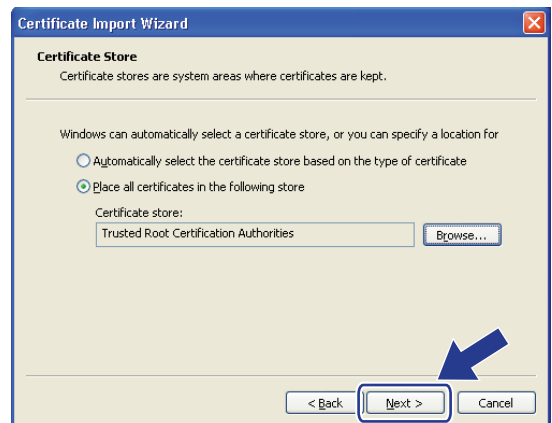 Certificate Import Wizard
Certificate Store
Certificate stores are system areas where certificates are kept.
Windows can automatically select a certificate store, or you can specify a location for
Automatically select the certificate store based on the type of certificate
Place all certificates in the following store
Certificate store:
Trusted Root Certification Authorities
Browse...
< Back
Next >
Cancel